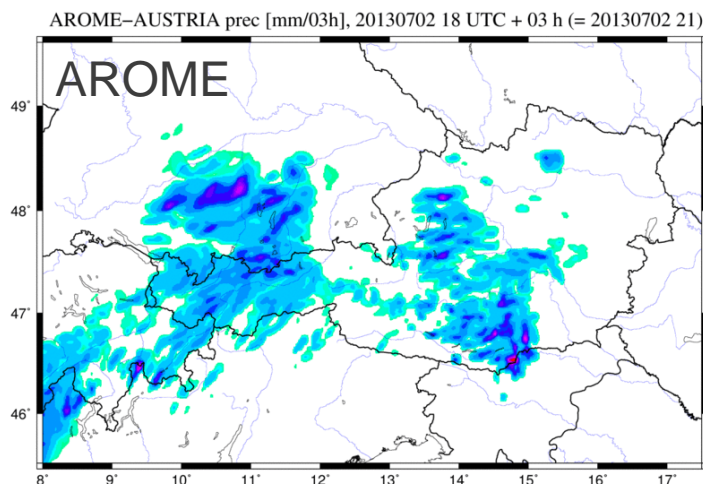 AROME−AUSTRIA prec [mm/03h], 20130702 18 UTC + 03 h (= 20130702 21)
AROME
49°
48°
47°
46°
8° 9° 10° 11° 12° 13° 14° 15° 16° 17°